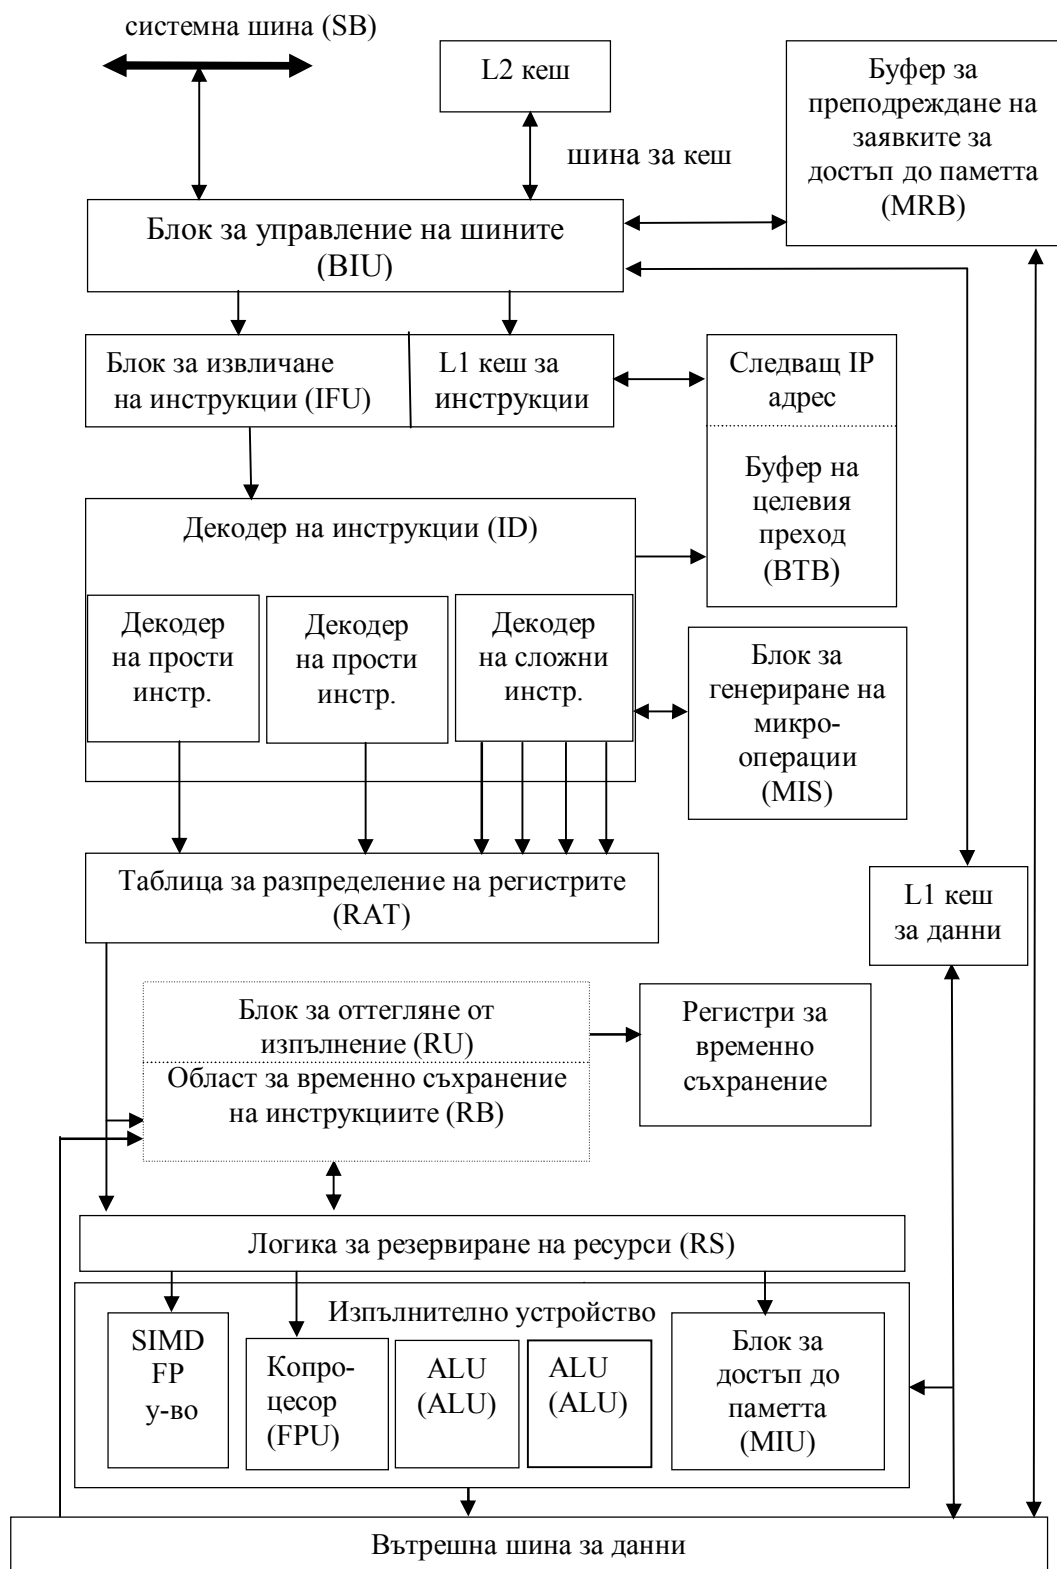 системна шина (SB)
L2 кеш
Буфер за
преподреждане на
заявките за
достъп до паметта
(MRB)
шина за кеш
Блок за управление на шините
(BIU)
Блок за извличане
на инструкции (IFU)
L1 кеш за
инструкции
Следващ IP
адрес
Буфер на
целевия
преход
(BTB)
Декодер на инструкции (ID)
Декодер
на прости
инстр.
Декодер
на прости
инстр.
Декодер
на сложни
инстр.
Блок за
генериране на
микро-
операции
(MIS)
Таблица за разпределение на регистрите
(RAT)
L1 кеш
за данни
Блок за оттегляне от
изпълнение (RU)
Област за временно съхранение
на инструкциите (RB)
Регистри за
временно
съхранение
Логика за резервиране на ресурси (RS)
Изпълнително устройство
SIMD
FP
у-во
Копро-
цесор
(FPU)
ALU
(ALU)
ALU
(ALU)
Блок за
достъп до
паметта
(MIU)
Вътрешна шина за данни